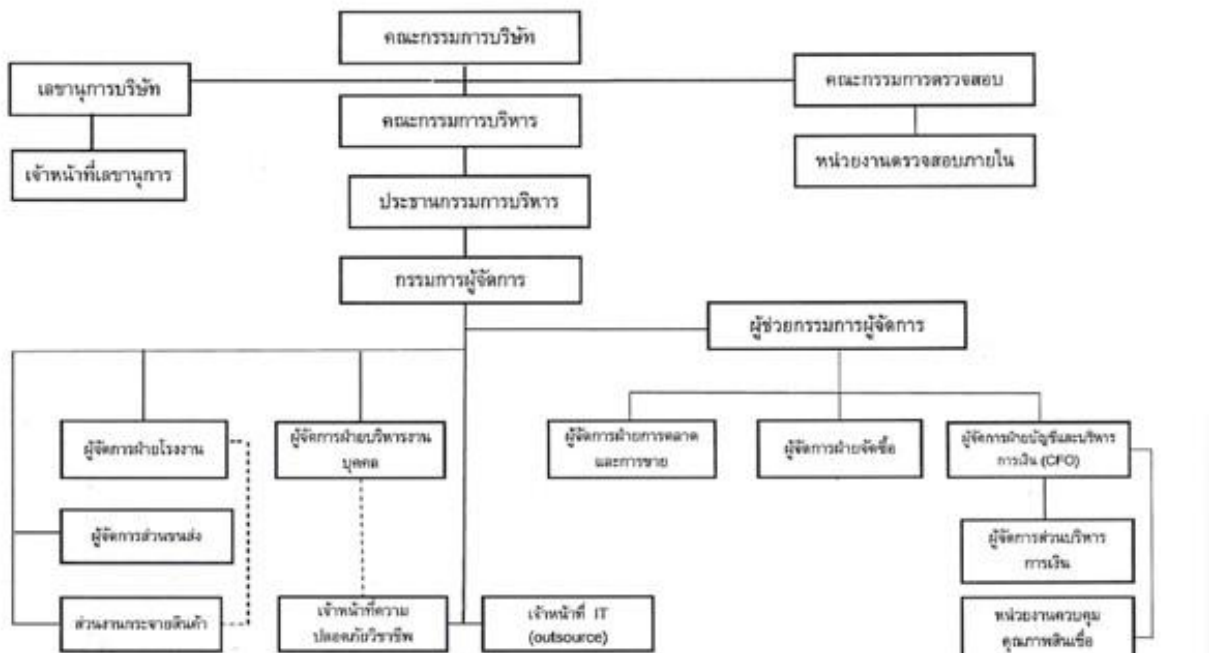 คณะกรรมการบริษัท
เลขานุการบริษัท
คณะกรรมการตรวจสอบ
คณะกรรมการบริหาร
เจ้าหน้าที่เลขานุการ
หน่วยงานตรวจสอบภายใน
ประธานกรรมการบริหาร
กรรมการผู้จัดการ
ผู้ช่วยกรรมการผู้จัดการ
ผู้จัดการฝ่ายโรงงาน
ผู้จัดการฝ่ายบริหารงาน
บุคคล
ผู้จัดการฝ่ายการตลาด
และการขาย
ผู้จัดการฝ่ายจัดซื้อ
ผู้จัดการฝ่ายบัญชีและบริหาร
การเงิน (CFO)
ผู้จัดการส่วนขนส่ง
ผู้จัดการส่วนบริหาร
การเงิน
ส่วนงานกระจายสินค้า
เจ้าหน้าที่ความ
ปลอดภัยวิชาชีพ
เจ้าหน้าที่ IT
(outsource)
หน่วยงานควบคุม
คุณภาพสินเชื่อ